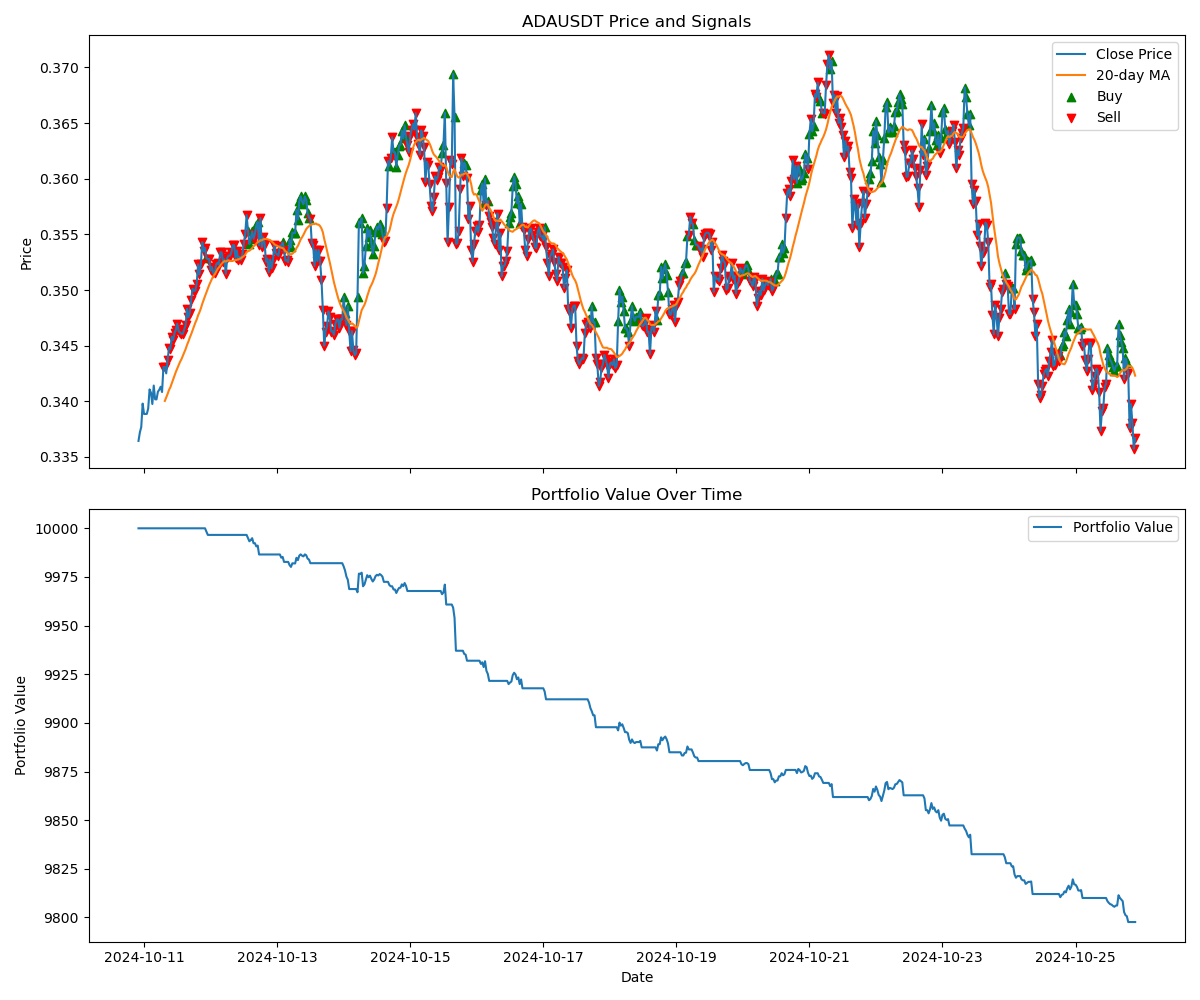 ADAUSDT Price and Signals
Price
0.370
0.365
0.360
0.355
0.350
0.345
0.340
0.335
Close Price
20-day MA
Buy
Sell
Portfolio Value Over Time
Portfolio Value
10000
9975
9950
9925
9900
9875
9850
9825
9800
Portfolio Value
2024-10-11
2024-10-13
2024-10-15
2024-10-17
2024-10-19
2024-10-21
2024-10-23
2024-10-25
Date